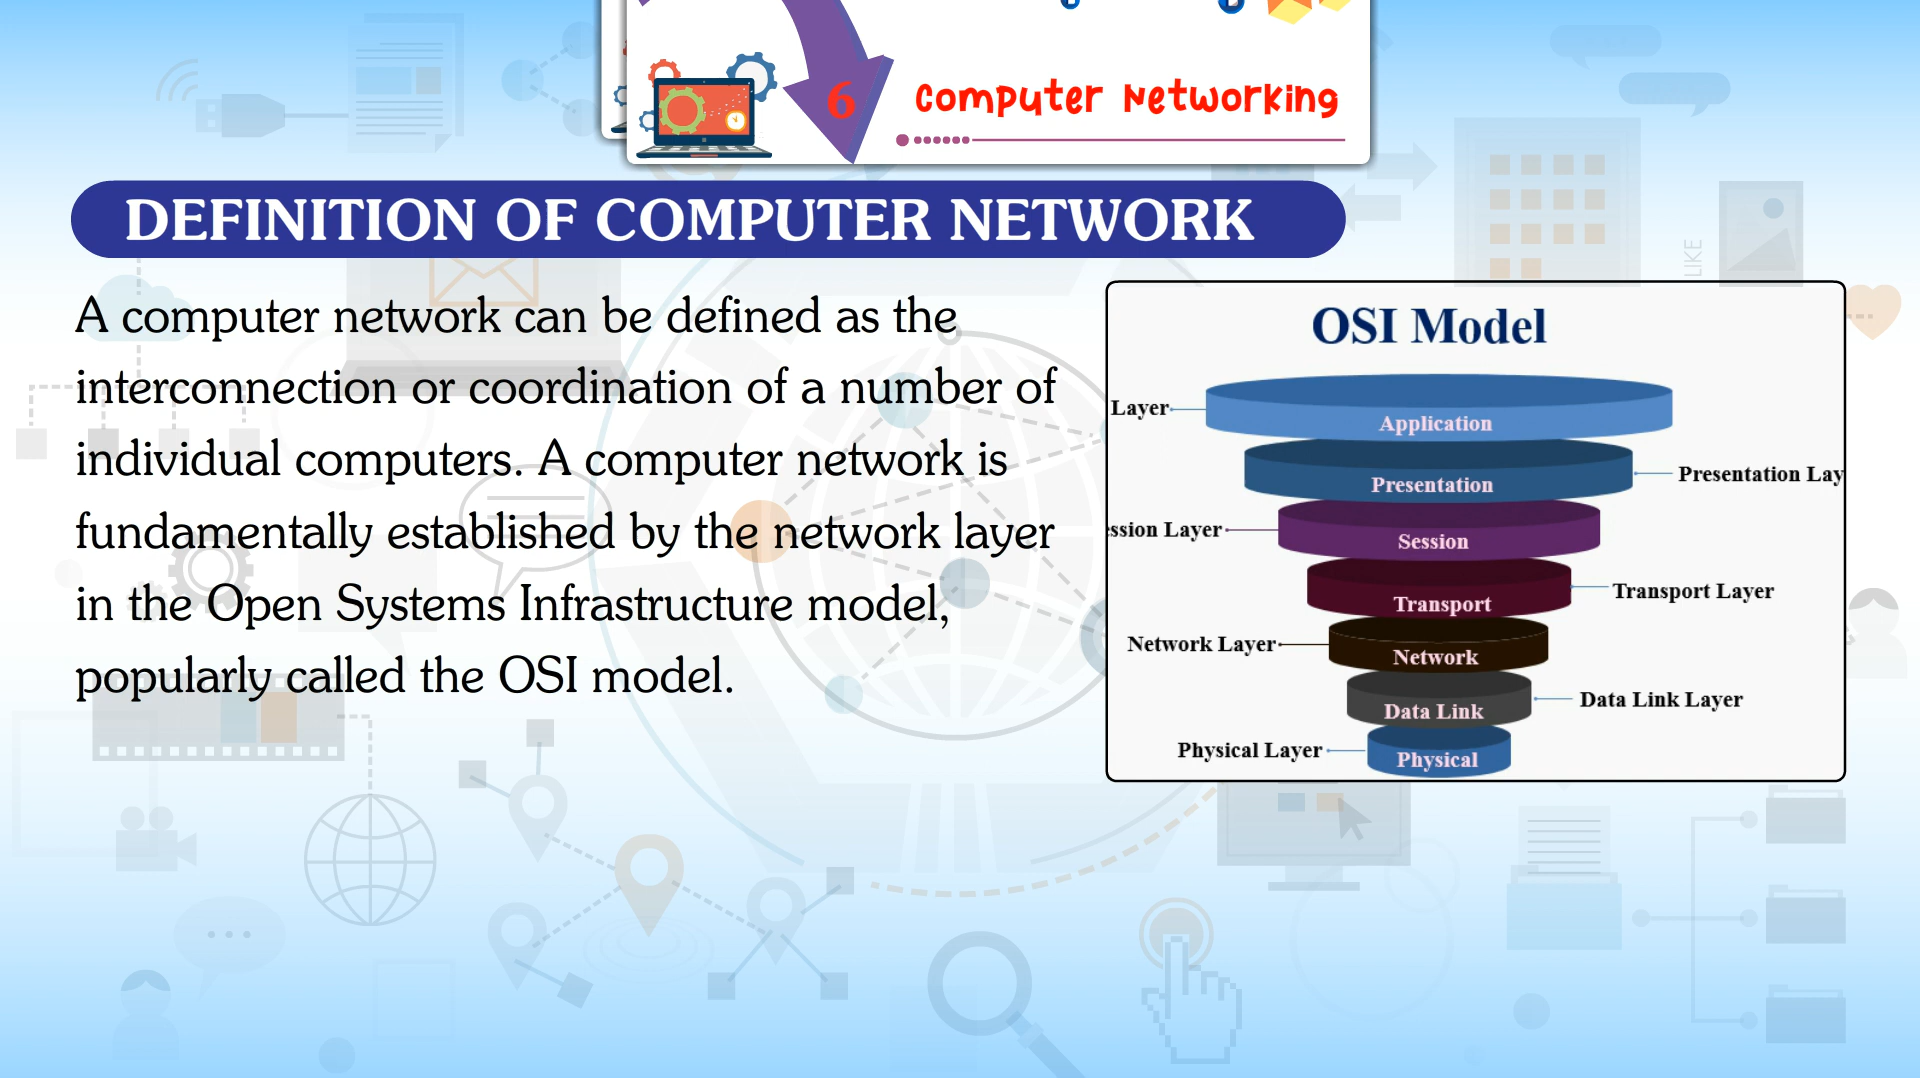 6
Computer Networking
DEFINITION OF COMPUTER NETWORK
A computer network can be defined as the
interconnection or coordination of a number of
individual computers. A computer network is
fundamentally established by the network layer
in the Open Systems Infrastructure model,
popularly called the OSI model.
LIKE
OSI Model
Layer
Application
Presentation
Presentation Lay
ssion Layer
Session
Transport
Transport Layer
Network Layer
Network
Data Link
Data Link Layer
Physical Layer
Physical